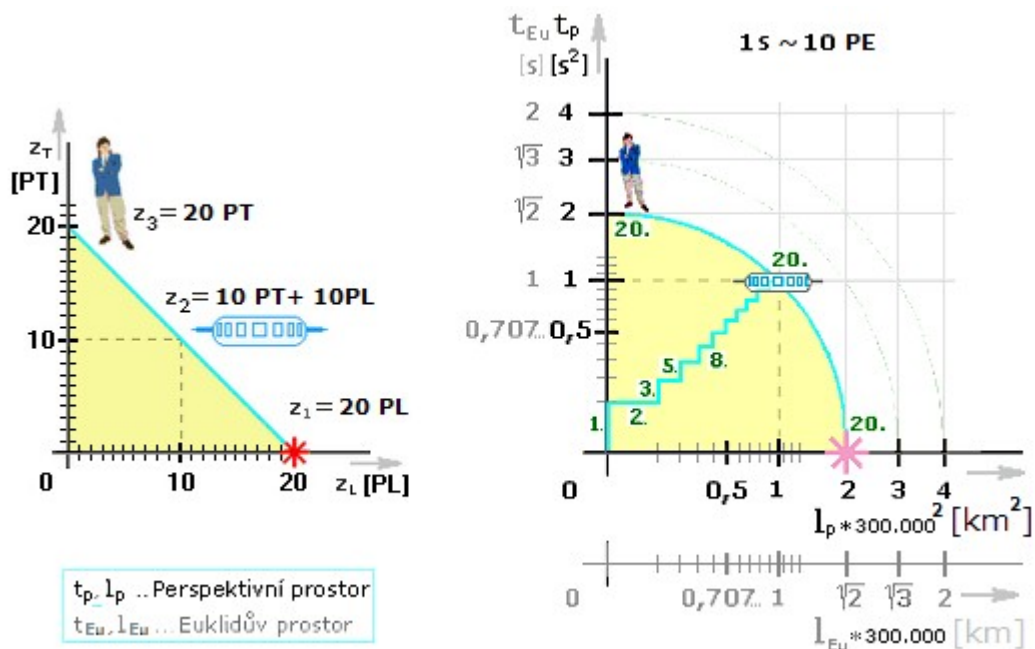 z_T
[PT]
20
10
0
10
20
z_L [PL]
z_3 = 20 PT
z_2 = 10 PT + 10PL
z_1 = 20 PL
t_p, l_p .. Perspektivní prostor
t_Eu, l_Eu ... Euklidův prostor
t_Eu t_p
[s] [s²]
1s ~ 10 PE
2 4
√3 3
√2 2
1 1
0,707... 0,5
20.
20.
20.
1.
2.
3.
5.
8.
0 0,5 1 2 3 4
l_p * 300.000² [km²]
0 0,707... 1 √2 √3 2
l_Eu * 300.000 [km]